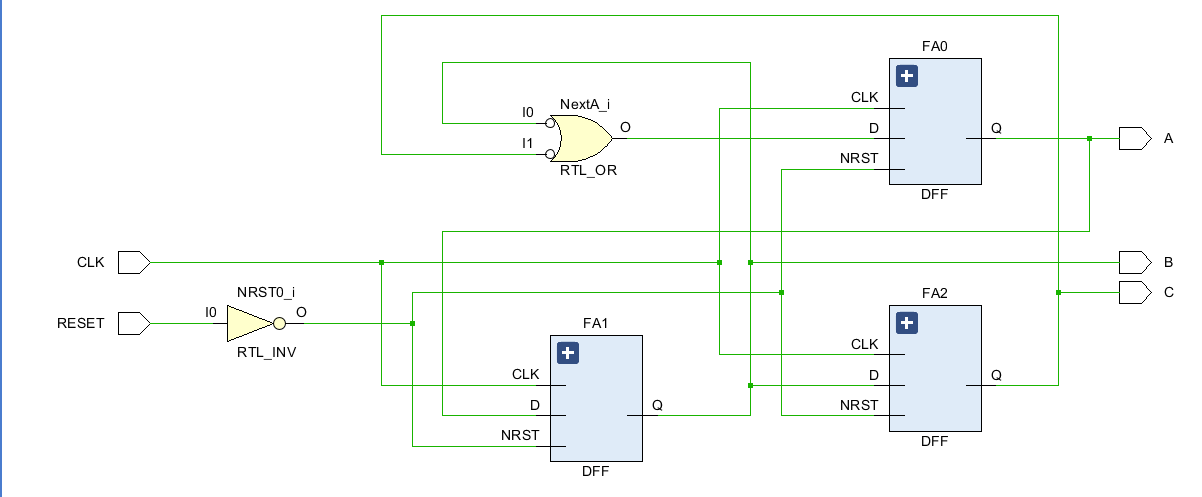 FA0
NextA_i
CLK
I0
O
D
Q
A
I1
NRST
RTL_OR
DFF
CLK
B
NRST0_i
FA2
C
I0
O
RESET
FA1
RTL_INV
CLK
CLK
D
Q
D
Q
NRST
NRST
DFF
DFF